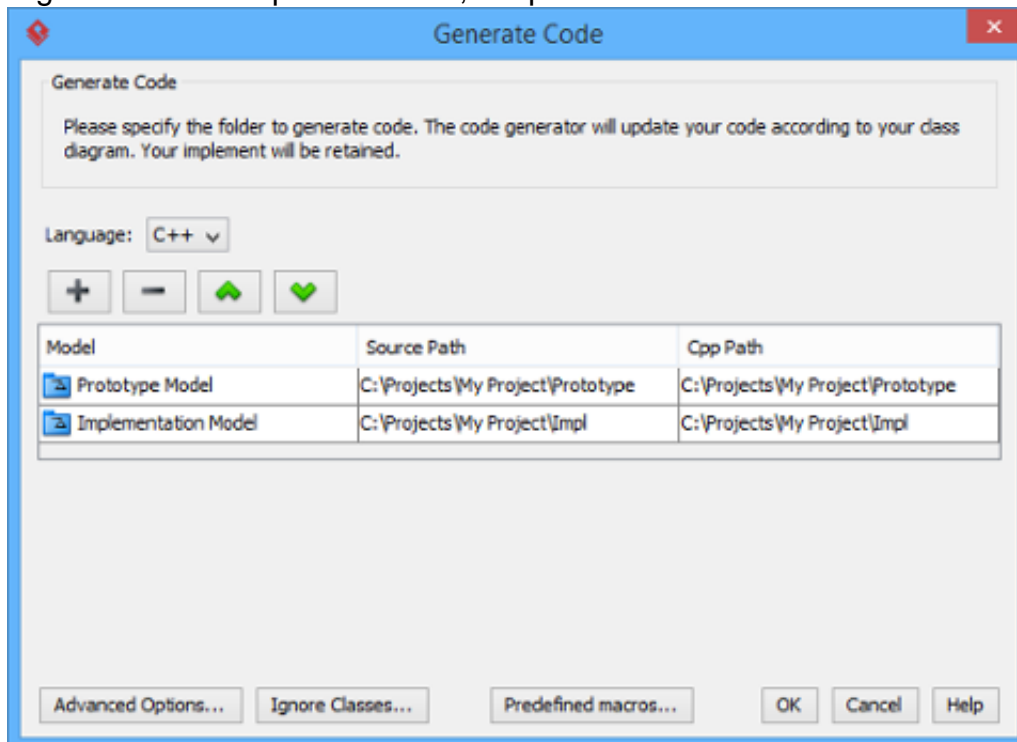 Generate Code
Generate Code
Please specify the folder to generate code. The code generator will update your code according to your class
diagram. Your implement will be retained.
Language: C++
Model Source Path Cpp Path
Prototype Model C:\Projects\My Project\Prototype C:\Projects\My Project\Prototype
Implementation Model C:\Projects\My Project\Impl C:\Projects\My Project\Impl
Advanced Options... Ignore Classes... Predefined macros... OK Cancel Help